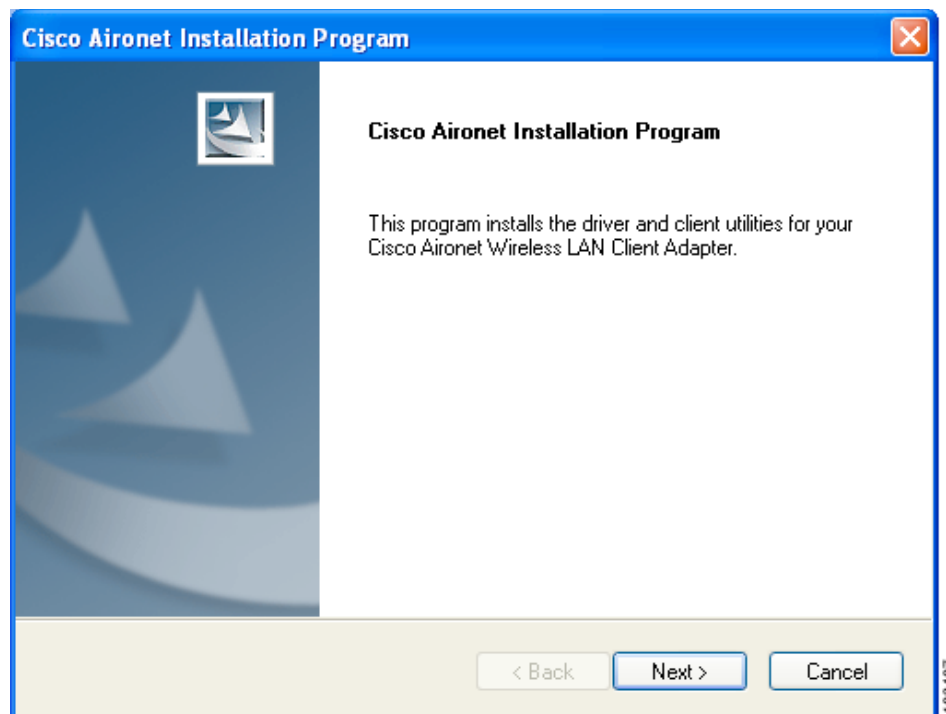 Cisco Aironet Installation Program
Cisco Aironet Installation Program
This program installs the driver and client utilities for your
Cisco Aironet Wireless LAN Client Adapter.
< Back
Next >
Cancel